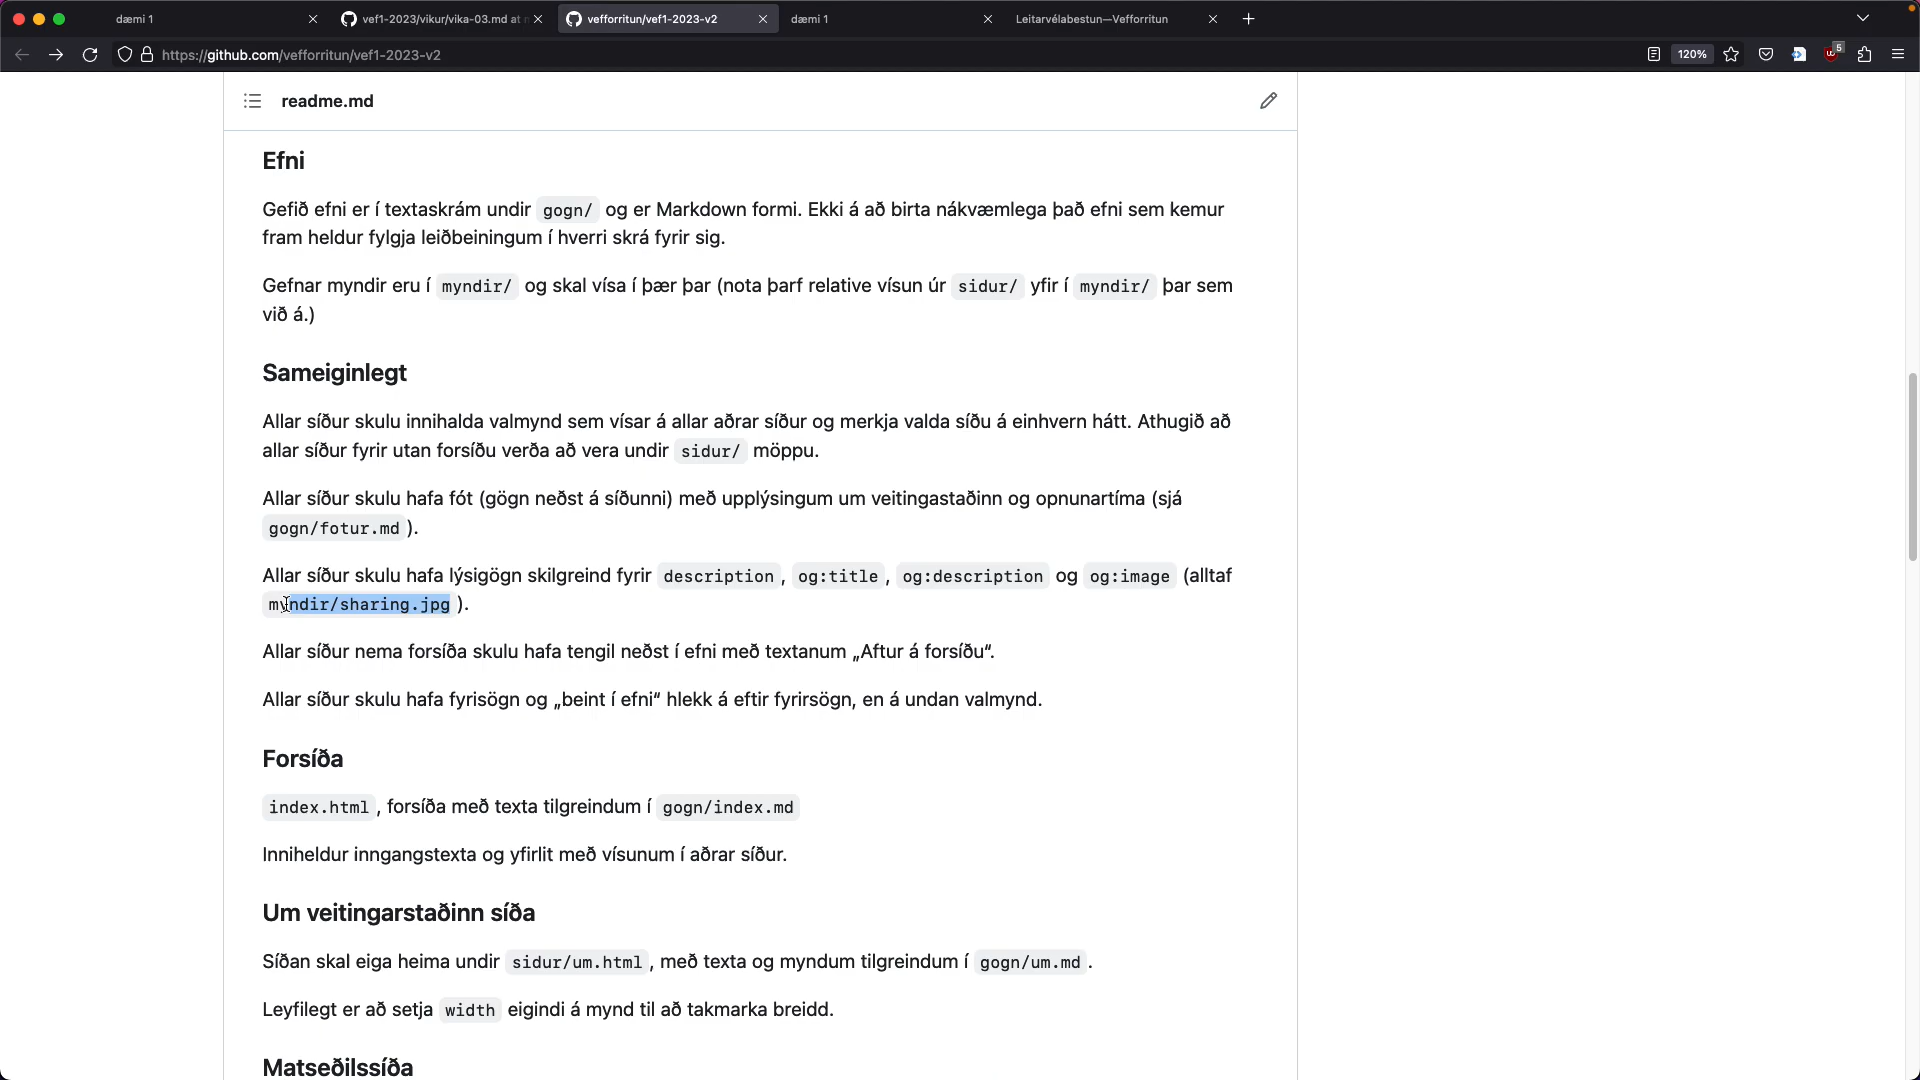 dæmi 1
vef1-2023/vikur/vika-03.md at
vefforritun/vef1-2023-v2
dæmi 1
Leitarvélabestun—Vefforritun
https://github.com/vefforritun/vef1-2023-v2
120%
5
readme.md
Efni
Gefið efni er í textaskrám undir gogn/ og er Markdown formi. Ekki á að birta nákvæmlega það efni sem kemur
fram heldur fylgja leiðbeiningum í hverri skrá fyrir sig.
Gefnar myndir eru í myndir/ og skal vísa í þær þar (nota þarf relative vísun úr sidur/ yfir í myndir/ þar sem
við á.)
Sameiginlegt
Allar síður skulu innihalda valmynd sem vísar á allar aðrar síður og merkja valda síðu á einhvern hátt. Athugið að
allar síður fyrir utan forsíðu verða að vera undir sidur/ möppu.
Allar síður skulu hafa fót (gögn neðst á síðunni) með upplýsingum um veitingastaðinn og opnunartíma (sjá
gogn/fotur.md ).
Allar síður skulu hafa lýsigögn skilgreind fyrir description , og:title , og:description og og:image (alltaf
myndir/sharing.jpg ).
Allar síður nema forsíða skulu hafa tengil neðst í efni með textanum „Aftur á forsíðu“.
Allar síður skulu hafa fyrisögn og „beint í efni“ hlekk á eftir fyrirsögn, en á undan valmynd.
Forsíða
index.html , forsíða með texta tilgreindum í gogn/index.md
Inniheldur inngangstexta og yfirlit með vísunum í aðrar síður.
Um veitingarstaðinn síða
Síðan skal eiga heima undir sidur/um.html , með texta og myndum tilgreindum í gogn/um.md .
Leyfilegt er að setja width eigindi á mynd til að takmarka breidd.
Matseðilssíða